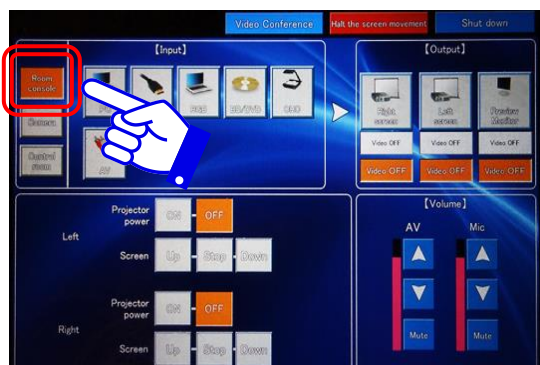 Video Conference
Halt the screen movement
Shut down
【Input】
Room
console
Camera
Control
room
PC
RGB
BD/DVD
OHC
AV
【Output】
Right
screen
Left
screen
Preview
Monitor
Video OFF
Video OFF
Video OFF
Video OFF
Video OFF
Video OFF
Projector
power
ON
OFF
Left
Screen
Up
Stop
Down
Projector
power
ON
OFF
Right
Screen
Up
Stop
Down
【Volume】
AV
Mic
Mute
Mute